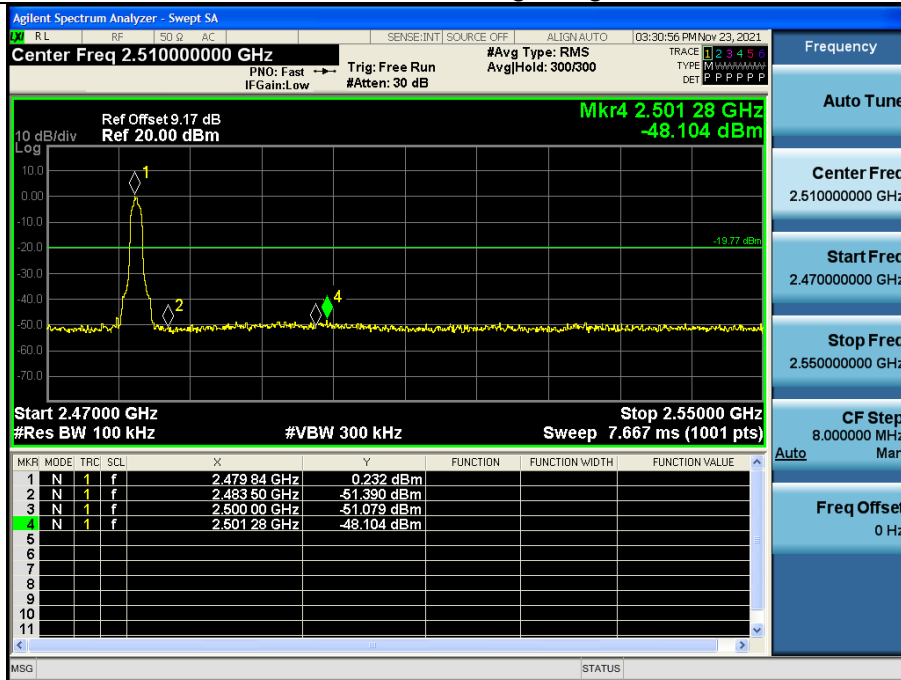 Agilent Spectrum Analyzer - Swept SA
LXI RL RF 50 Ω AC SENSE:INT SOURCE OFF ALIGN AUTO 03:30:56 PM Nov 23, 2021
Center Freq 2.510000000 GHz
PNO: Fast
IFGain:Low
Trig: Free Run
#Atten: 30 dB
#Avg Type: RMS
Avg|Hold: 300/300
TRACE 1 2 3 4 5 6
TYPE M
DET P P P P P P
Frequency
Auto Tune
Center Freq
2.510000000 GHz
Start Freq
2.470000000 GHz
Stop Freq
2.550000000 GHz
CF Step
8.000000 MHz
Auto Man
Freq Offset
0 Hz
Mkr4 2.501 28 GHz
-48.104 dBm
Ref Offset 9.17 dB
10 dB/div Ref 20.00 dBm
Log
10.0
0.00
-10.0
-20.0
-30.0
-40.0
-50.0
-60.0
-70.0
1
2
4
-19.77 dBm
Start 2.47000 GHz Stop 2.55000 GHz
#Res BW 100 kHz #VBW 300 kHz Sweep 7.667 ms (1001 pts)
MKR MODE TRC SCL X Y FUNCTION FUNCTION WIDTH FUNCTION VALUE
1 N 1 f 2.479 84 GHz 0.232 dBm
2 N 1 f 2.483 50 GHz -51.390 dBm
3 N 1 f 2.500 00 GHz -51.079 dBm
4 N 1 f 2.501 28 GHz -48.104 dBm
5
6
7
8
9
10
11
MSG STATUS